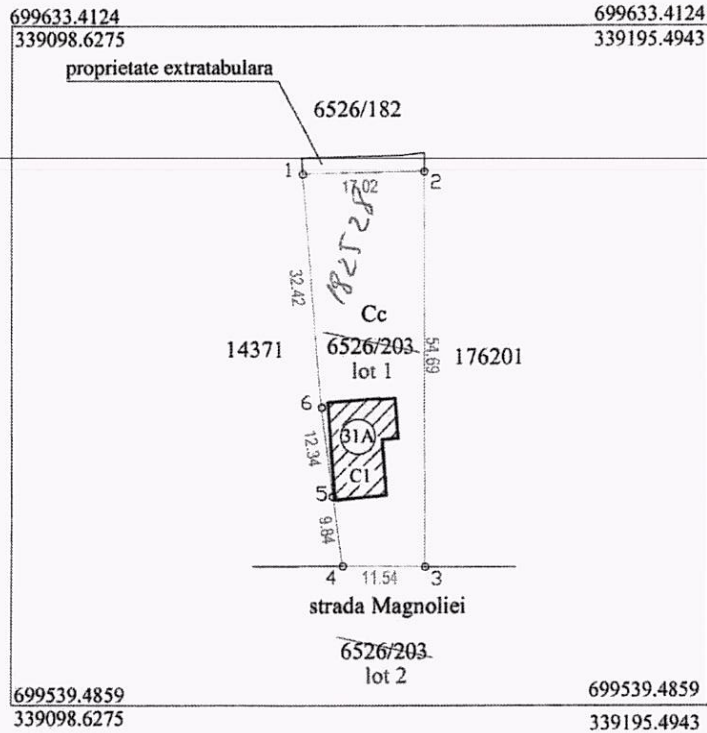 699633.4124 699633.4124
339098.6275 339195.4943
proprietate extratabulara
6526/182
1 2
17.02
182528
32.42
Cc
14371 6526/203 54.69 176201
lot 1
6
31A
12.34
C1
5
9.84
4 11.54 3
strada Magnoliei
6526/203
lot 2
699539.4859 699539.4859
339098.6275 339195.4943